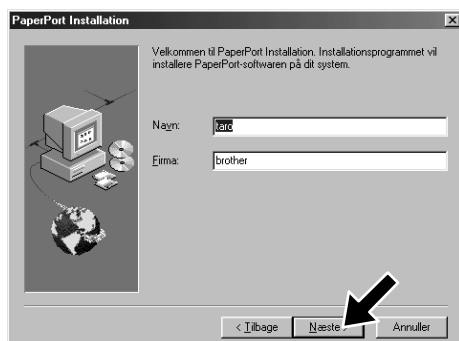 PaperPort Installation
Velkommen til PaperPort Installation. Installationsprogrammet vil
installere PaperPort-softwaren på dit system.
Navn:
taro
Firma:
brother
< Tilbage
Næste >
Annuller